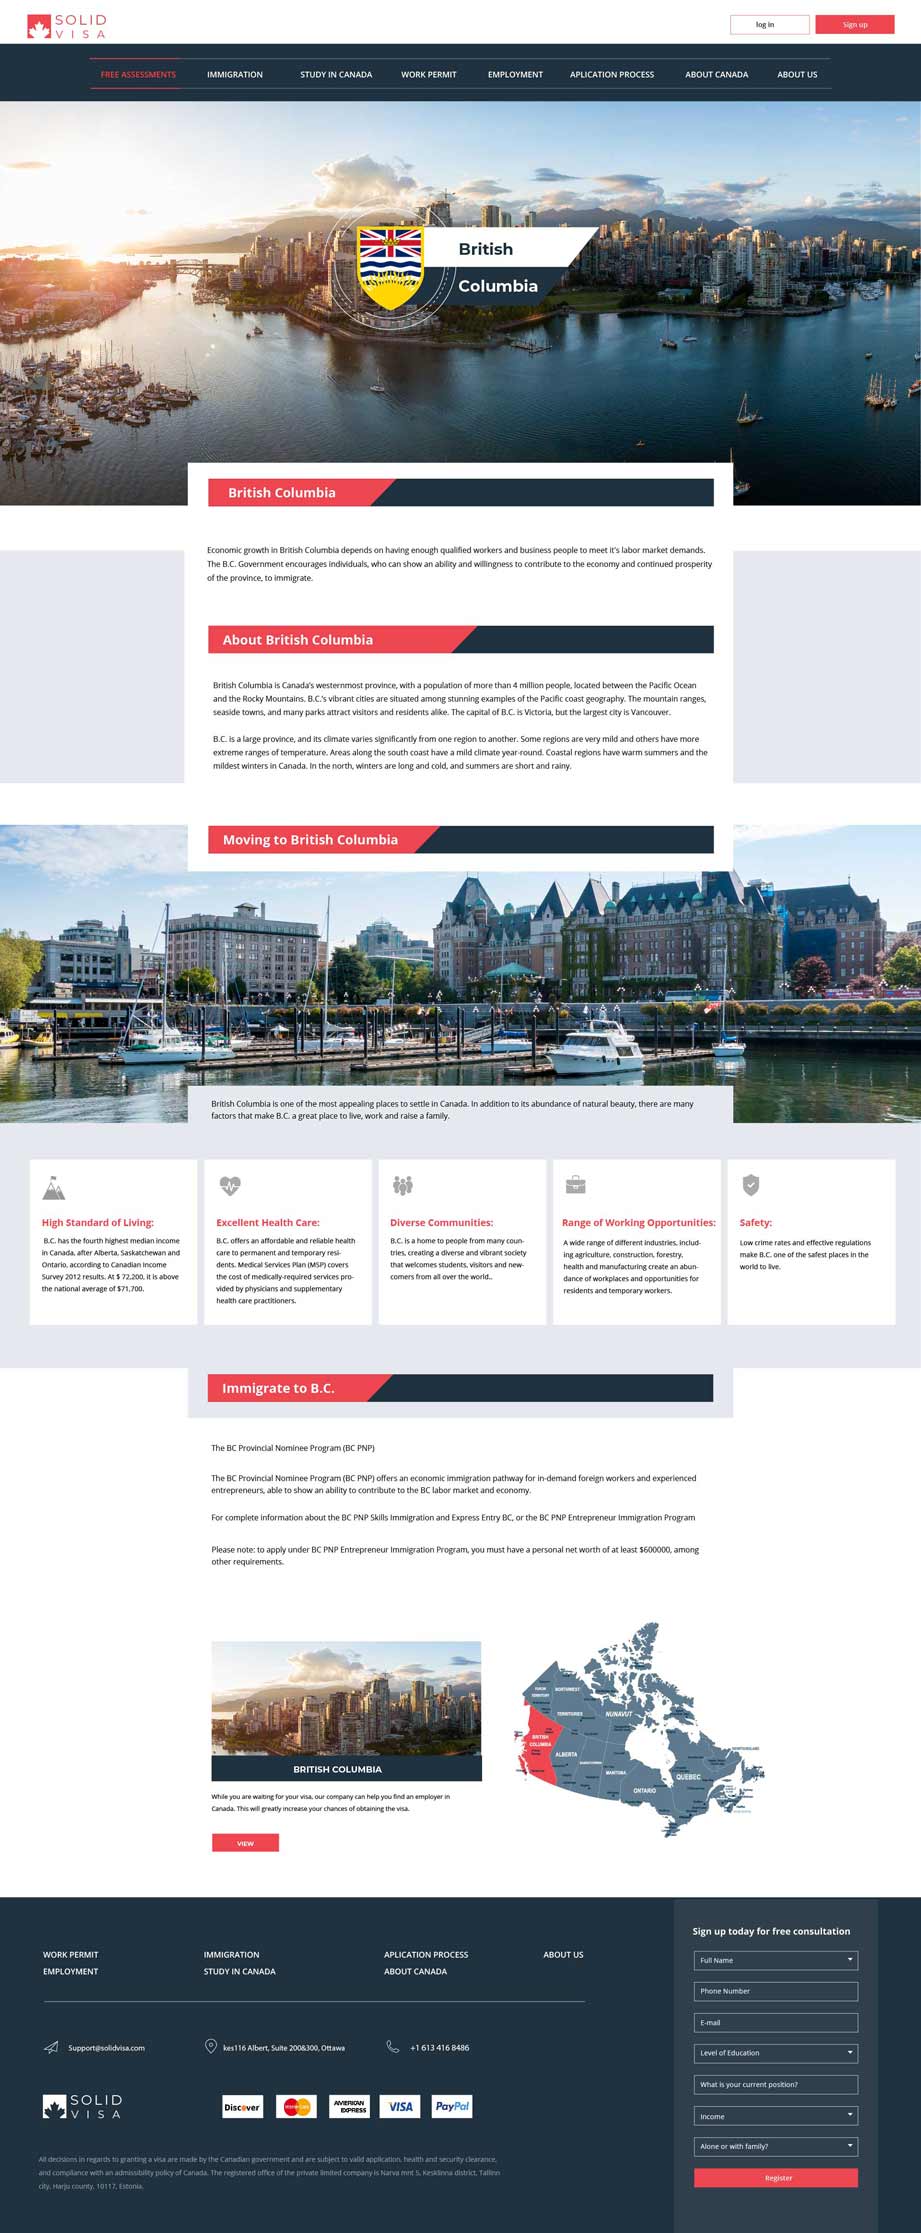 SOLID
VISA
log in
Sign up
FREE ASSESSMENTS
IMMIGRATION
STUDY IN CANADA
WORK PERMIT
EMPLOYMENT
APLICATION PROCESS
ABOUT CANADA
ABOUT US
British
Columbia
British Columbia
Economic growth in British Columbia depends on having enough qualified workers and business people to meet it's labor market demands.
The B.C. Government encourages individuals, who can show an ability and willingness to contribute to the economy and continued prosperity
of the province, to immigrate.
About British Columbia
British Columbia is Canada's westernmost province, with a population of more than 4 million people, located between the Pacific Ocean
and the Rocky Mountains. B.C.'s vibrant cities are situated among stunning examples of the Pacific coast geography. The mountain ranges,
seaside towns, and many parks attract visitors and residents alike. The capital of B.C. is Victoria, but the largest city is Vancouver.
B.C. is a large province, and its climate varies significantly from one region to another. Some regions are very mild and others have more
extreme ranges of temperature. Areas along the south coast have a mild climate year-round. Coastal regions have warm summers and the
mildest winters in Canada. In the north, winters are long and cold, and summers are short and rainy.
Moving to British Columbia
British Columbia is one of the most appealing places to settle in Canada. In addition to its abundance of natural beauty, there are many
factors that make B.C. a great place to live, work and raise a family.
High Standard of Living:
B.C. has the fourth highest median income
in Canada, after Alberta, Saskatchewan and
Ontario, according to Canadian Income
Survey 2012 results. At $ 72,200, it is above
the national average of $71,700.
Excellent Health Care:
B.C. offers an affordable and reliable health
care to permanent and temporary resi-
dents. Medical Services Plan (MSP) covers
the cost of medically-required services pro-
vided by physicians and supplementary
health care practitioners.
Diverse Communities:
B.C. is a home to people from many coun-
tries, creating a diverse and vibrant society
that welcomes students, visitors and new-
comers from all over the world..
Range of Working Opportunities:
A wide range of different industries, includ-
ing agriculture, construction, forestry,
health and manufacturing create an abun-
dance of workplaces and opportunities for
residents and temporary workers.
Safety:
Low crime rates and effective regulations
make B.C. one of the safest places in the
world to live.
Immigrate to B.C.
The BC Provincial Nominee Program (BC PNP)
The BC Provincial Nominee Program (BC PNP) offers an economic immigration pathway for in-demand foreign workers and experienced
entrepreneurs, able to show an ability to contribute to the BC labor market and economy.
For complete information about the BC PNP Skills Immigration and Express Entry BC, or the BC PNP Entrepreneur Immigration Program
Please note: to apply under BC PNP Entrepreneur Immigration Program, you must have a personal net worth of at least $600000, among
other requirements.
BRITISH COLUMBIA
While you are waiting for your visa, our company can help you find an employer in
Canada. This will greatly increase your chances of obtaining the visa.
VIEW
YUKON
TERRITORY
NORTHWEST
TERRITORIES
NUNAVUT
BRITISH
COLUMBIA
ALBERTA
MANITOBA
ONTARIO
QUEBEC
WORK PERMIT
IMMIGRATION
APLICATION PROCESS
ABOUT US
EMPLOYMENT
STUDY IN CANADA
ABOUT CANADA
Support@solidvisa.com
kes116 Albert, Suite 200&300, Ottawa
+1 613 416 8486
SOLID
VISA
Discover
MasterCard
AMERICAN
EXPRESS
VISA
PayPal
All decisions in regards to granting a visa are made by the Canadian government and are subject to valid application, health and security clearance,
and compliance with an admissibility policy of Canada. The registered office of the private limited company is Narva mnt 5, Kesklinna district, Tallinn
city, Harju county, 10117, Estonia,
Sign up today for free consultation
Full Name
Phone Number
E-mail
Level of Education
What is your current position?
Income
Alone or with family?
Register